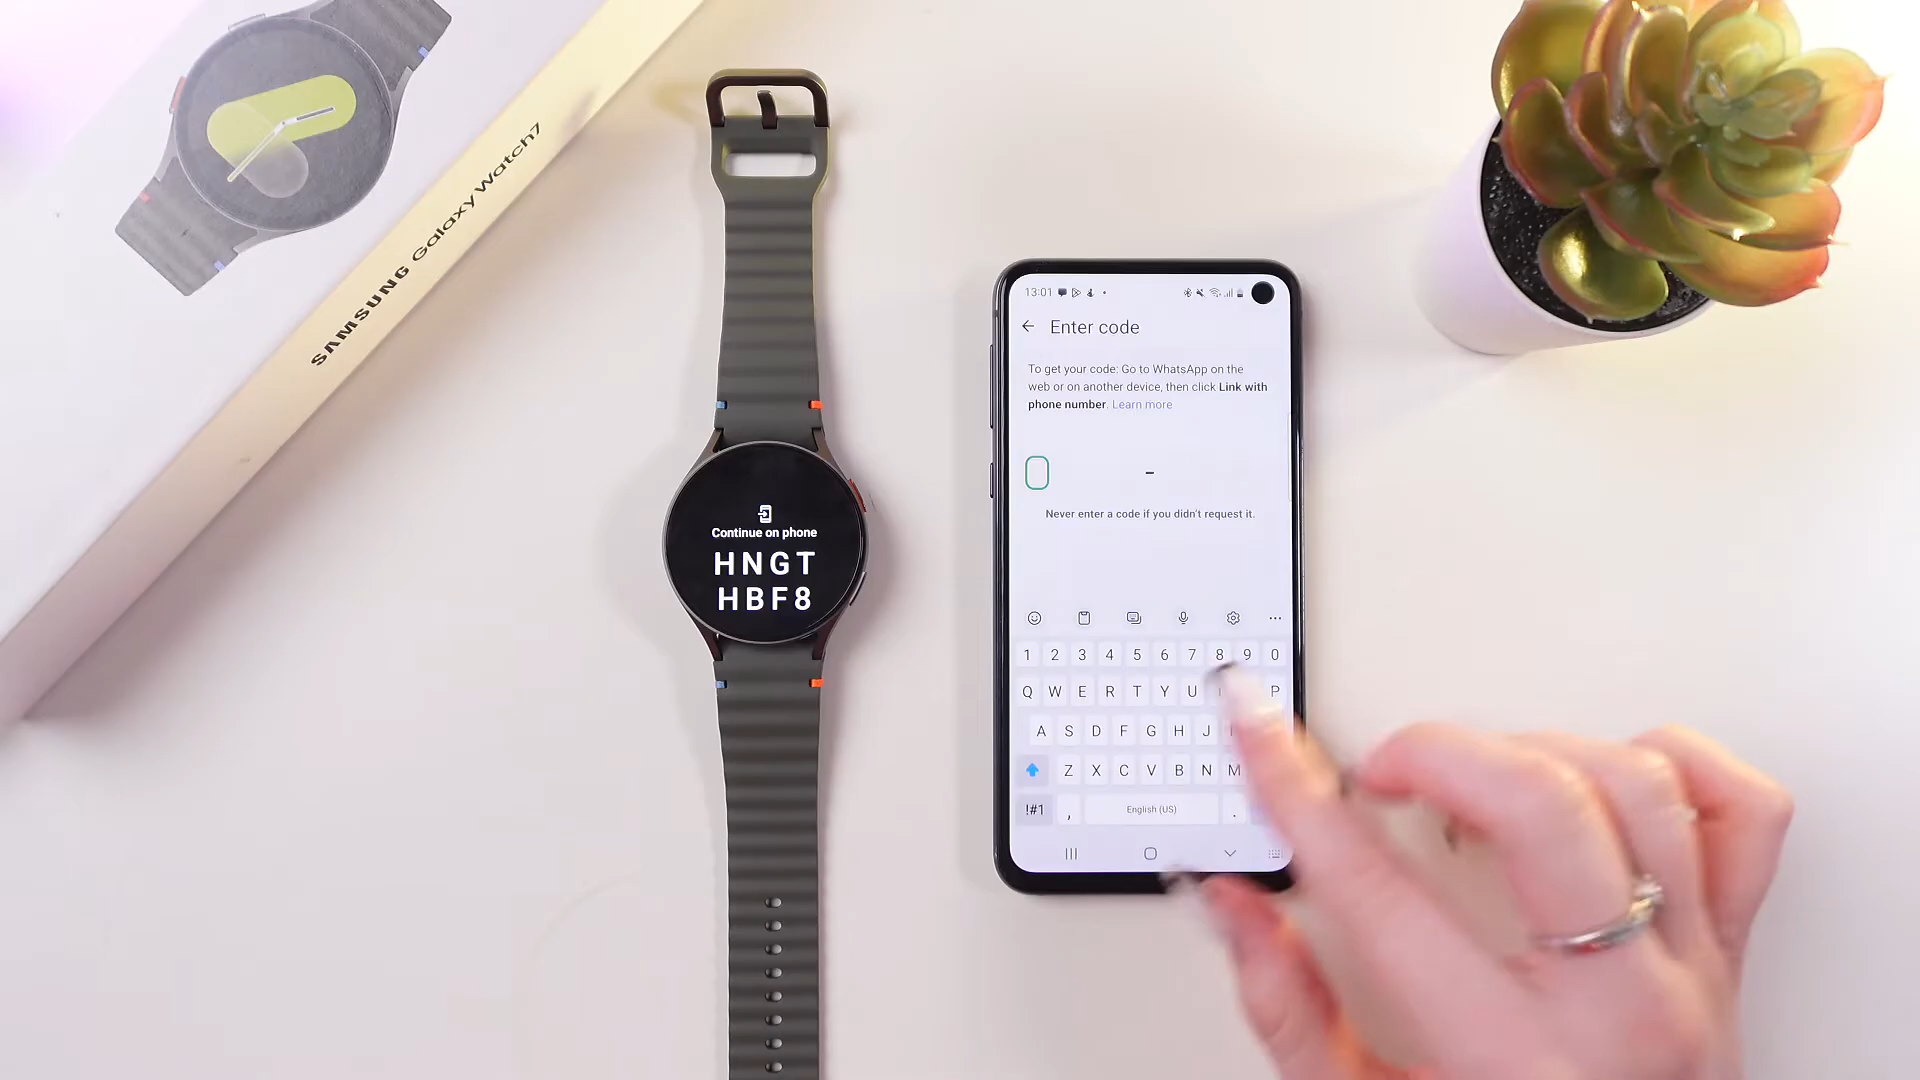 SAMSUNG Galaxy Watch7
Continue on phone
HNGT
HBF8
13:01
Enter code
To get your code: Go to WhatsApp on the
web or on another device, then click Link with
phone number. Learn more
-
Never enter a code if you didn't request it.
1 2 3 4 5 6 7 8 9 0
Q W E R T Y U P
A S D F G H J
Z X C V B N M
!#1 , English (US) .